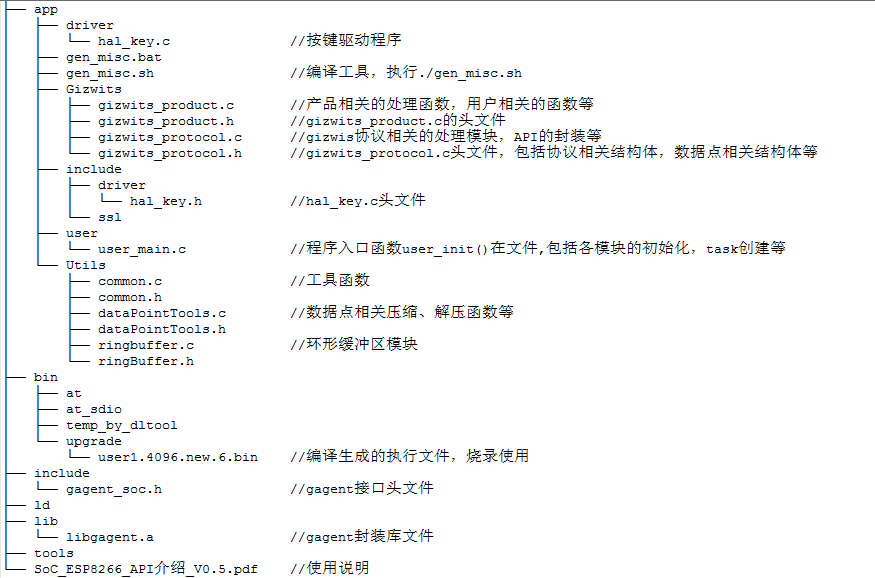 ├── app
│   ├── driver
│   │   └── hal_key.c              //按键驱动程序
│   ├── gen_misc.bat
│   ├── gen_misc.sh                //编译工具，执行./gen_misc.sh
│   ├── Gizwits
│   │   ├── gizwits_product.c      //产品相关的处理函数，用户相关的函数等
│   │   ├── gizwits_product.h      //gizwits_product.c的头文件
│   │   ├── gizwits_protocol.c     //gizwis协议相关的处理模块，API的封装等
│   │   └── gizwits_protocol.h     //gizwits_protocol.c头文件，包括协议相关结构体，数据点相关结构体等
│   ├── include
│   │   ├── driver
│   │   │   └── hal_key.h          //hal_key.c头文件
│   │   └── ssl
│   ├── user
│   │   └── user_main.c            //程序入口函数user_init()在文件,包括各模块的初始化，task创建等
│   └── Utils
│       ├── common.c               //工具函数
│       ├── common.h
│       ├── dataPointTools.c       //数据点相关压缩、解压函数等
│       ├── dataPointTools.h
│       ├── ringbuffer.c           //环形缓冲区模块
│       └── ringBuffer.h
├── bin
│   ├── at
│   ├── at_sdio
│   ├── temp_by_dltool
│   └── upgrade
│       └── user1.4096.new.6.bin   //编译生成的执行文件，烧录使用
├── include
│   └── gagent_soc.h               //gagent接口头文件
├── ld
├── lib
│   └── libgagent.a                //gagent封装库文件
├── tools
└── SoC_ESP8266_API介绍_V0.5.pdf   //使用说明